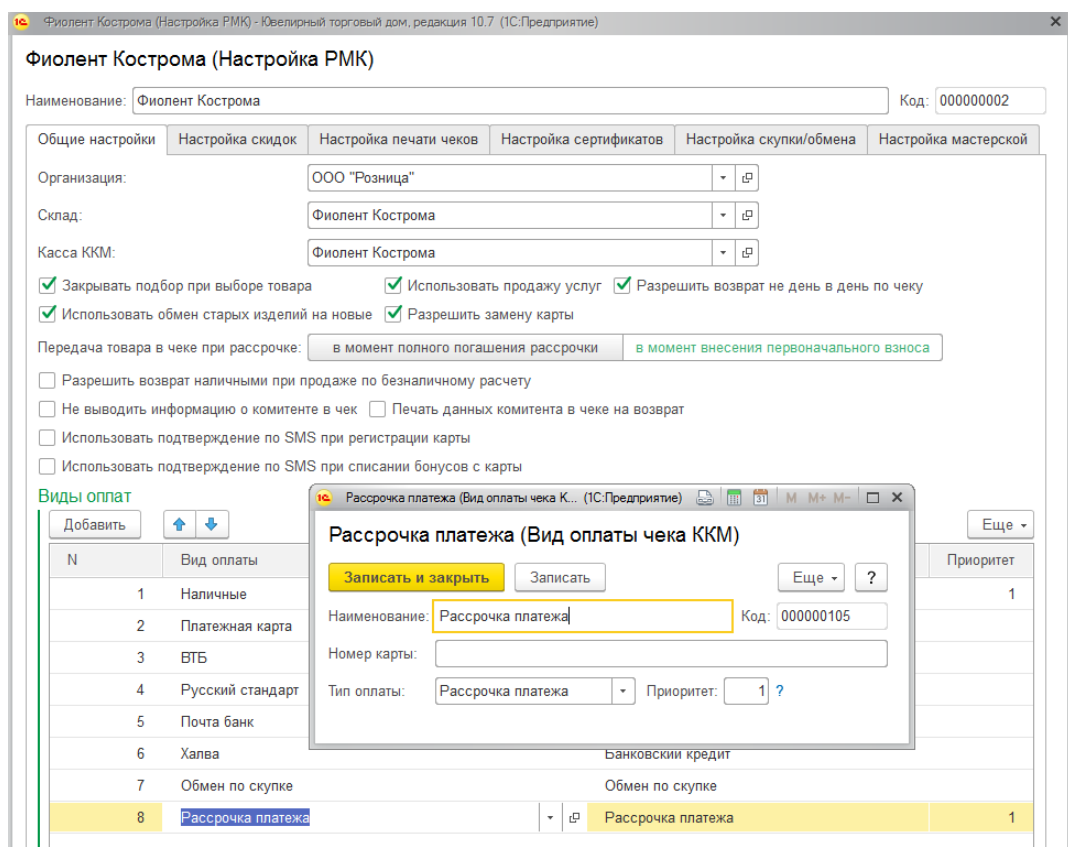 Фиолент Кострома (Настройка РМК) - Ювелирный торговый дом, редакция 10.7 (1С:Предприятие)
Фиолент Кострома (Настройка РМК)
Наименование: Фиолент Кострома Код: 000000002
Общие настройки Настройка скидок Настройка печати чеков Настройка сертификатов Настройка скупки/обмена Настройка мастерской
Организация: ООО "Розница"
Склад: Фиолент Кострома
Касса ККМ: Фиолент Кострома
Закрывать подбор при выборе товара Использовать продажу услуг Разрешить возврат не день в день по чеку
Использовать обмен старых изделий на новые Разрешить замену карты
Передача товара в чеке при рассрочке: в момент полного погашения рассрочки в момент внесения первоначального взноса
Разрешить возврат наличными при продаже по безналичному расчету
Не выводить информацию о комитенте в чек Печать данных комитента в чеке на возврат
Использовать подтверждение по SMS при регистрации карты
Использовать подтверждение по SMS при списании бонусов с карты
Виды оплат
Добавить Еще
N Вид оплаты Приоритет
1 Наличные 1
2 Платежная карта
3 ВТБ
4 Русский стандарт
5 Почта банк
6 Халва Банковский кредит
7 Обмен по скупке Обмен по скупке
8 Рассрочка платежа Рассрочка платежа 1
Рассрочка платежа (Вид оплаты чека К... (1С:Предприятие) 31 M M+ M-
Рассрочка платежа (Вид оплаты чека ККМ)
Записать и закрыть Записать Еще ?
Наименование: Рассрочка платежа Код: 000000105
Номер карты:
Тип оплаты: Рассрочка платежа Приоритет: 1 ?